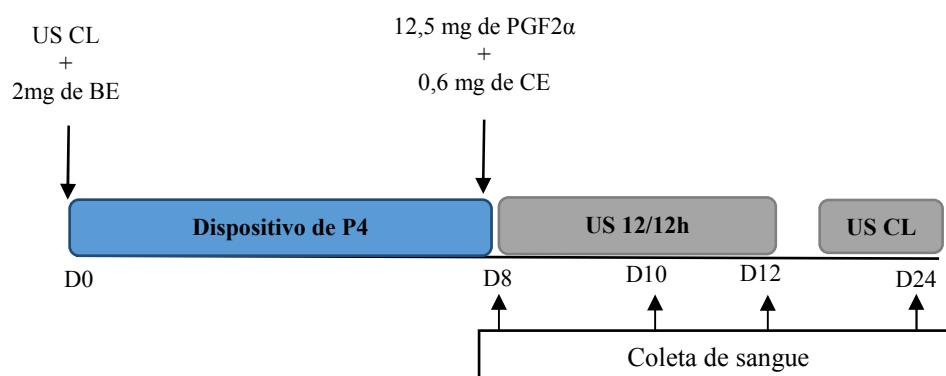 US CL
+
2mg de BE
12,5 mg de PGF2α
+
0,6 mg de CE
Dispositivo de P4
US 12/12h
US CL
D0
D8
D10
D12
D24
Coleta de sangue